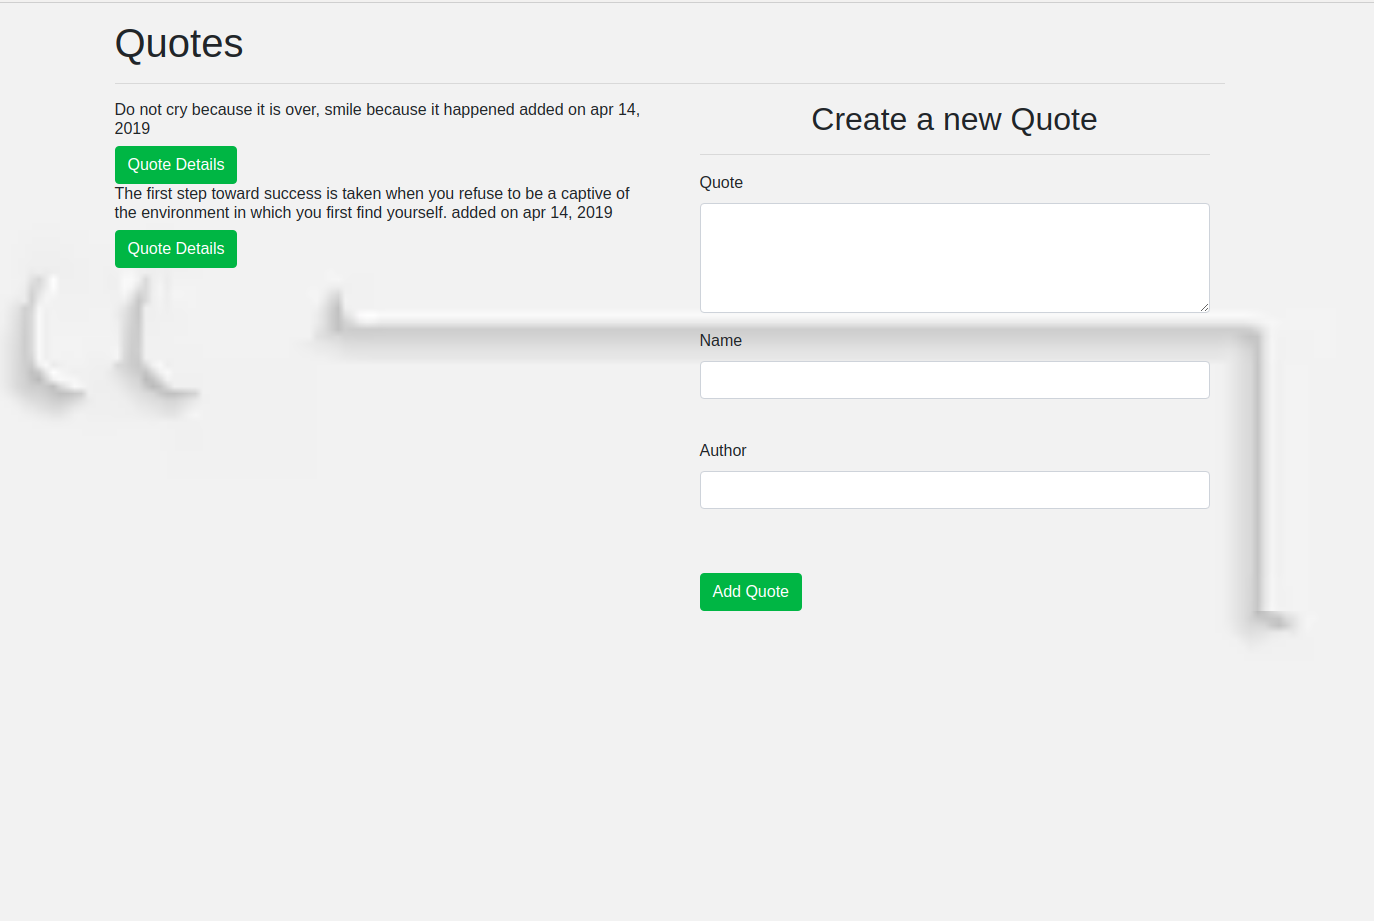 Quotes
Do not cry because it is over, smile because it happened added on apr 14,
2019
Quote Details
The first step toward success is taken when you refuse to be a captive of
the environment in which you first find yourself. added on apr 14, 2019
Quote Details
Create a new Quote
Quote
Name
Author
Add Quote